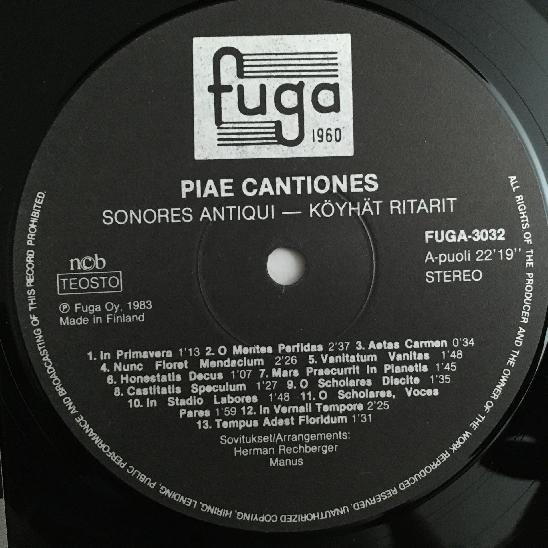 fuga
1960
PIAE CANTIONES
SONORES ANTIQUI — KÖYHÄT RITARIT
FUGA-3032
A-puoli 22'19''
STEREO
ncb
TEOSTO
℗ Fuga Oy, 1983
Made in Finland
1. In Primavera 1'13 2. O Mentes Perfidas 2'37 3. Aetas Carmen 0'34
4. Nunc Floret Mendacium 2'26 5. Vanitatum Vanitas 1'48
6. Honestatis Decus 1'07 7. Mars Praecurrit in Planetis 1'45
8. Castitatis Speculum 1'27 9. O Scholares Discite 1'35
10. In Stadio Labores 1'48 11. O Scholares, Voces
Pares 1'59 12. In Vernali Tempore 2'25
13. Tempus Adest Floridum 1'31
Sovitukset/Arrangements:
Herman Rechberger
Manus
ALL RIGHTS OF THE PRODUCER AND THE OWNER OF THE WORK REPRODUCED RESERVED. UNAUTHORIZED COPYING, HIRING, LENDING, PUBLIC PERFORMANCE AND BROADCASTING OF THIS RECORD PROHIBITED.